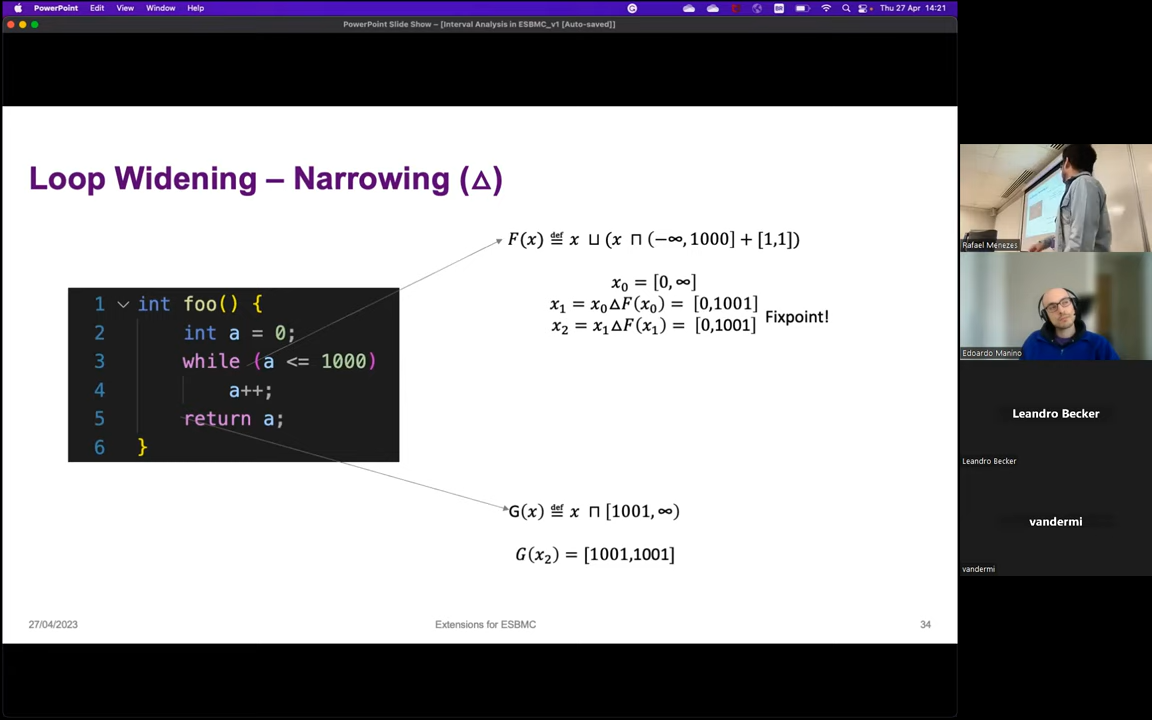 PowerPoint Edit View Window Help
BR
Thu 27 Apr 14:21
PowerPoint Slide Show – [Interval Analysis in ESBMC_v1 [Auto-saved]]
Loop Widening – Narrowing (△)
F(x) ≝ x ⊔ (x ⊓ (−∞, 1000] + [1,1])
x₀ = [0, ∞]
x₁ = x₀△F(x₀) = [0,1001]
x₂ = x₁△F(x₁) = [0,1001]
Fixpoint!
1 int foo() {
2 int a = 0;
3 while (a <= 1000)
4 a++;
5 return a;
6 }
G(x) ≝ x ⊓ [1001, ∞)
G(x₂) = [1001,1001]
27/04/2023
Extensions for ESBMC
34
Rafael Menezes
Edoardo Manino
Leandro Becker
Leandro Becker
vandermi
vandermi